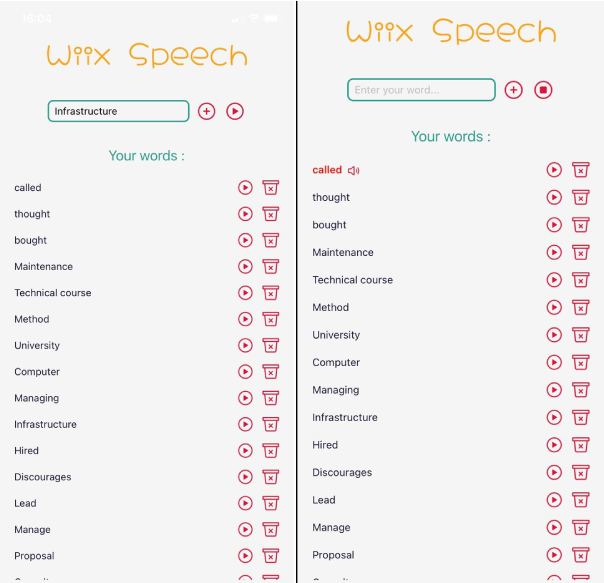 16:04
Wiix Speech
Infrastructure
Your words :
called
thought
bought
Maintenance
Technical course
Method
University
Computer
Managing
Infrastructure
Hired
Discourages
Lead
Manage
Proposal
Wiix Speech
Enter your word...
Your words :
called
thought
bought
Maintenance
Technical course
Method
University
Computer
Managing
Infrastructure
Hired
Discourages
Lead
Manage
Proposal